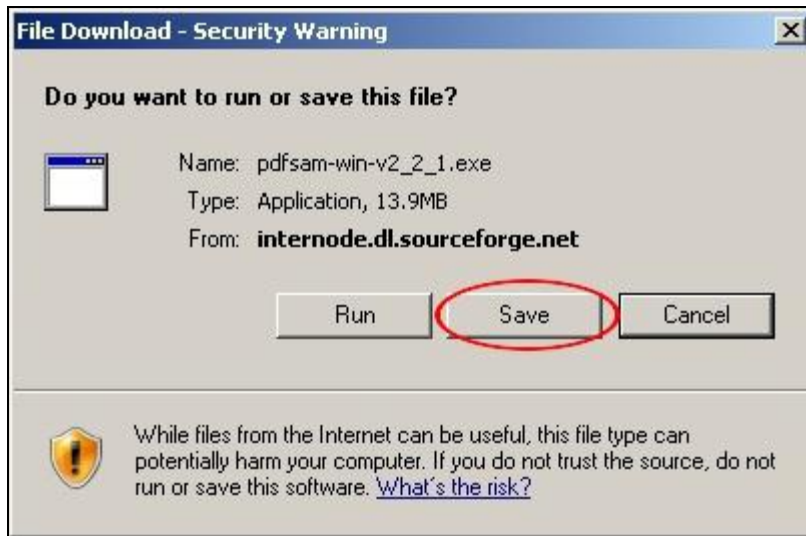 File Download - Security Warning
Do you want to run or save this file?
Name: pdfsam-win-v2_2_1.exe
Type: Application, 13.9MB
From: internode.dl.sourceforge.net
Run Save Cancel
While files from the Internet can be useful, this file type can
potentially harm your computer. If you do not trust the source, do not
run or save this software. What's the risk?